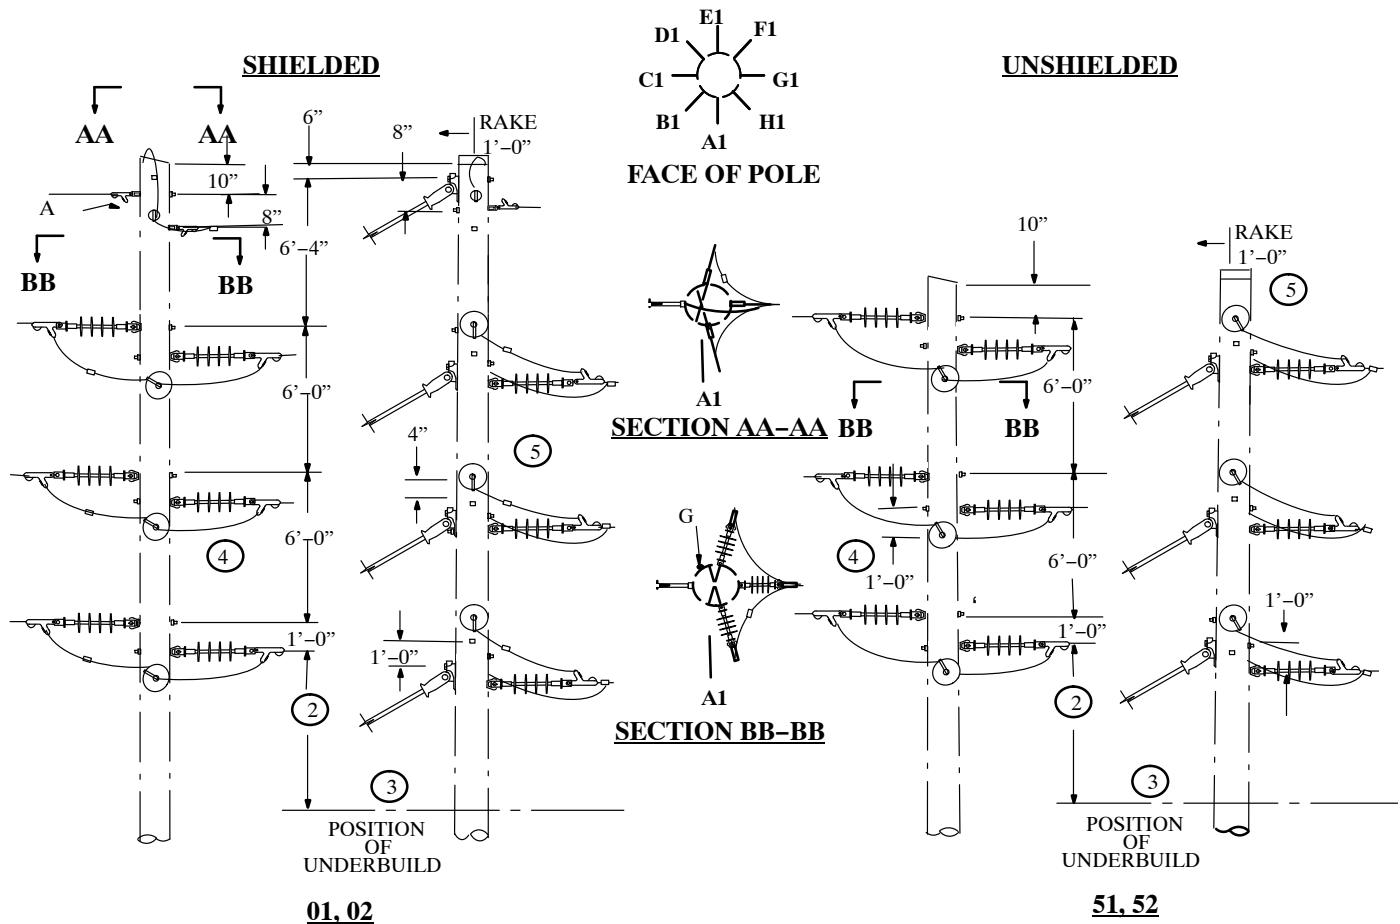 SHIELDED
UNSHIELDED
E1
D1
F1
C1
G1
B1
H1
A1
FACE OF POLE
AA
AA
6”
8”
RAKE
1’−0”
10”
A
8”
6’−4”
BB
BB
6’−0”
4”
5
6’−0”
4
1’−0”
1’−0”
2
3
POSITION
OF
UNDERBUILD
01, 02
A1
SECTION AA−AA
G
A1
SECTION BB−BB
10”
RAKE
1’−0”
5
BB
BB
6’−0”
4
1’−0”
6’−0”
1’−0”
1’−0”
2
3
POSITION
OF
UNDERBUILD
51, 52